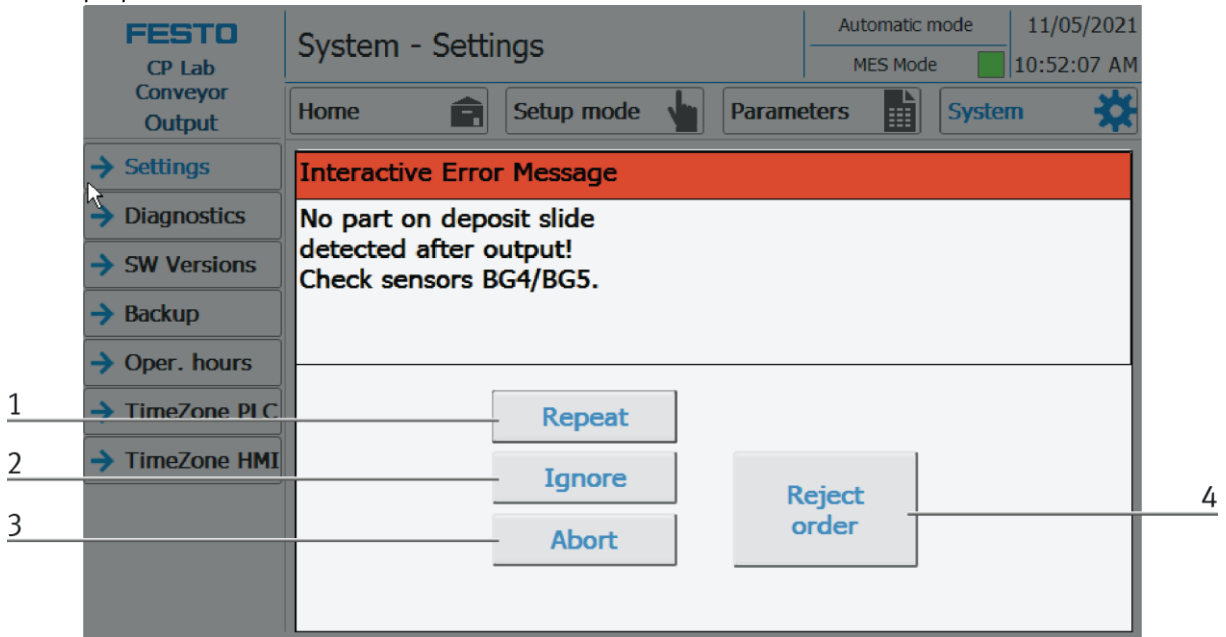 FESTO
CP Lab
Conveyor
Output
System - Settings
Automatic mode
MES Mode
11/05/2021
10:52:07 AM
Home
Setup mode
Parameters
System
Settings
Diagnostics
SW Versions
Backup
Oper. hours
TimeZone PLC
TimeZone HMI
Interactive Error Message
No part on deposit slide
detected after output!
Check sensors BG4/BG5.
1
Repeat
2
Ignore
3
Abort
Reject
order
4